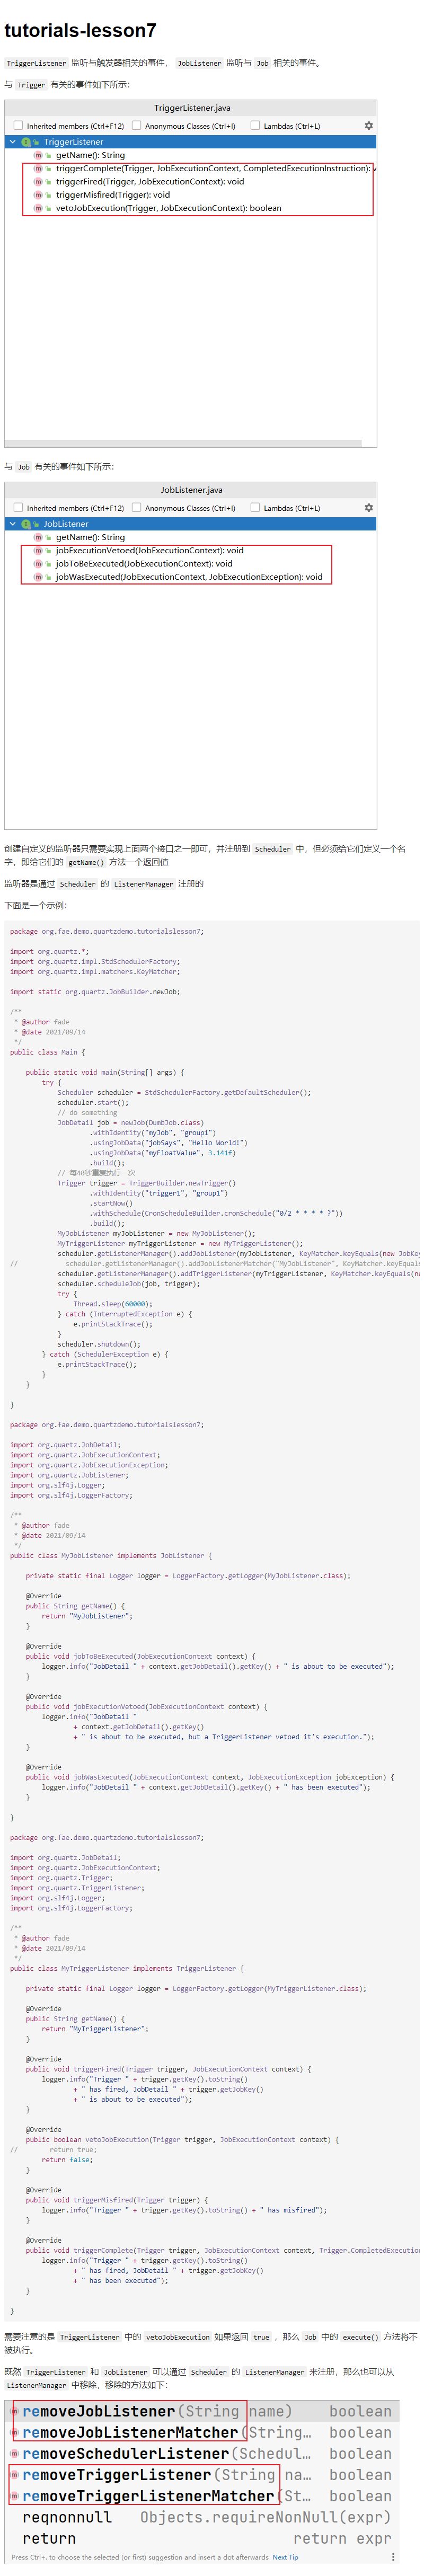 tutorials-lesson7
TriggerListener 监听与触发器相关的事件， JobListener 监听与 Job 相关的事件。
与 Trigger 有关的事件如下所示：
TriggerListener.java
Inherited members (Ctrl+F12) Anonymous Classes (Ctrl+I) Lambdas (Ctrl+L)
TriggerListener
getName(): String
triggerComplete(Trigger, JobExecutionContext, CompletedExecutionInstruction): v
triggerFired(Trigger, JobExecutionContext): void
triggerMisfired(Trigger): void
vetoJobExecution(Trigger, JobExecutionContext): boolean
与 Job 有关的事件如下所示：
JobListener.java
Inherited members (Ctrl+F12) Anonymous Classes (Ctrl+I) Lambdas (Ctrl+L)
JobListener
getName(): String
jobExecutionVetoed(JobExecutionContext): void
jobToBeExecuted(JobExecutionContext): void
jobWasExecuted(JobExecutionContext, JobExecutionException): void
创建自定义的监听器只需要实现上面两个接口之一即可，并注册到 Scheduler 中，但必须给它们定义一个名
字，即给它们的 getName() 方法一个返回值
监听器是通过 Scheduler 的 ListenerManager 注册的
下面是一个示例：
package org.fae.demo.quartzdemo.tutorialslesson7;
import org.quartz.*;
import org.quartz.impl.StdSchedulerFactory;
import org.quartz.impl.matchers.KeyMatcher;
import static org.quartz.JobBuilder.newJob;
/**
 * @author fade
 * @date 2021/09/14
 */
public class Main {
    public static void main(String[] args) {
        try {
            Scheduler scheduler = StdSchedulerFactory.getDefaultScheduler();
            scheduler.start();
            // do something
            JobDetail job = newJob(DumbJob.class)
                    .withIdentity("myJob", "group1")
                    .usingJobData("jobSays", "Hello World!")
                    .usingJobData("myFloatValue", 3.141f)
                    .build();
            // 每40秒重复执行一次
            Trigger trigger = TriggerBuilder.newTrigger()
                    .withIdentity("trigger1", "group1")
                    .startNow()
                    .withSchedule(CronScheduleBuilder.cronSchedule("0/2 * * * * ?"))
                    .build();
            MyJobListener myJobListener = new MyJobListener();
            MyTriggerListener myTriggerListener = new MyTriggerListener();
            scheduler.getListenerManager().addJobListener(myJobListener, KeyMatcher.keyEquals(new JobKey
//            scheduler.getListenerManager().addJobListenerMatcher("MyJobListener", KeyMatcher.keyEquals
            scheduler.getListenerManager().addTriggerListener(myTriggerListener, KeyMatcher.keyEquals(ne
            scheduler.scheduleJob(job, trigger);
            try {
                Thread.sleep(60000);
            } catch (InterruptedException e) {
                e.printStackTrace();
            }
            scheduler.shutdown();
        } catch (SchedulerException e) {
            e.printStackTrace();
        }
    }
}
package org.fae.demo.quartzdemo.tutorialslesson7;
import org.quartz.JobDetail;
import org.quartz.JobExecutionContext;
import org.quartz.JobExecutionException;
import org.quartz.JobListener;
import org.slf4j.Logger;
import org.slf4j.LoggerFactory;
/**
 * @author fade
 * @date 2021/09/14
 */
public class MyJobListener implements JobListener {
    private static final Logger logger = LoggerFactory.getLogger(MyJobListener.class);
    @Override
    public String getName() {
        return "MyJobListener";
    }
    @Override
    public void jobToBeExecuted(JobExecutionContext context) {
        logger.info("JobDetail " + context.getJobDetail().getKey() + " is about to be executed");
    }
    @Override
    public void jobExecutionVetoed(JobExecutionContext context) {
        logger.info("JobDetail "
                + context.getJobDetail().getKey()
                + " is about to be executed, but a TriggerListener vetoed it's execution.");
    }
    @Override
    public void jobWasExecuted(JobExecutionContext context, JobExecutionException jobException) {
        logger.info("JobDetail " + context.getJobDetail().getKey() + " has been executed");
    }
}
package org.fae.demo.quartzdemo.tutorialslesson7;
import org.quartz.JobDetail;
import org.quartz.JobExecutionContext;
import org.quartz.Trigger;
import org.quartz.TriggerListener;
import org.slf4j.Logger;
import org.slf4j.LoggerFactory;
/**
 * @author fade
 * @date 2021/09/14
 */
public class MyTriggerListener implements TriggerListener {
    private static final Logger logger = LoggerFactory.getLogger(MyTriggerListener.class);
    @Override
    public String getName() {
        return "MyTriggerListener";
    }
    @Override
    public void triggerFired(Trigger trigger, JobExecutionContext context) {
        logger.info("Trigger " + trigger.getKey().toString()
                + " has fired, JobDetail " + trigger.getJobKey()
                + " is about to be executed");
    }
    @Override
    public boolean vetoJobExecution(Trigger trigger, JobExecutionContext context) {
//        return true;
        return false;
    }
    @Override
    public void triggerMisfired(Trigger trigger) {
        logger.info("Trigger " + trigger.getKey().toString() + " has misfired");
    }
    @Override
    public void triggerComplete(Trigger trigger, JobExecutionContext context, Trigger.CompletedExecution
        logger.info("Trigger " + trigger.getKey().toString()
                + " has fired, JobDetail " + trigger.getJobKey()
                + " has been executed");
    }
}
需要注意的是 TriggerListener 中的 vetoJobExecution 如果返回 true ，那么 Job 中的 execute() 方法将不
被执行。
既然 TriggerListener 和 JobListener 可以通过 Scheduler 的 ListenerManager 来注册，那么也可以从
ListenerManager 中移除，移除的方法如下：
removeJobListener(String name) boolean
removeJobListenerMatcher(String… boolean
removeSchedulerListener(Schedul… boolean
removeTriggerListener(String na… boolean
removeTriggerListenerMatcher(St… boolean
reqnonnull Objects.requireNonNull(expr)
return return expr
Press Ctrl+. to choose the selected (or first) suggestion and insert a dot afterwards Next Tip